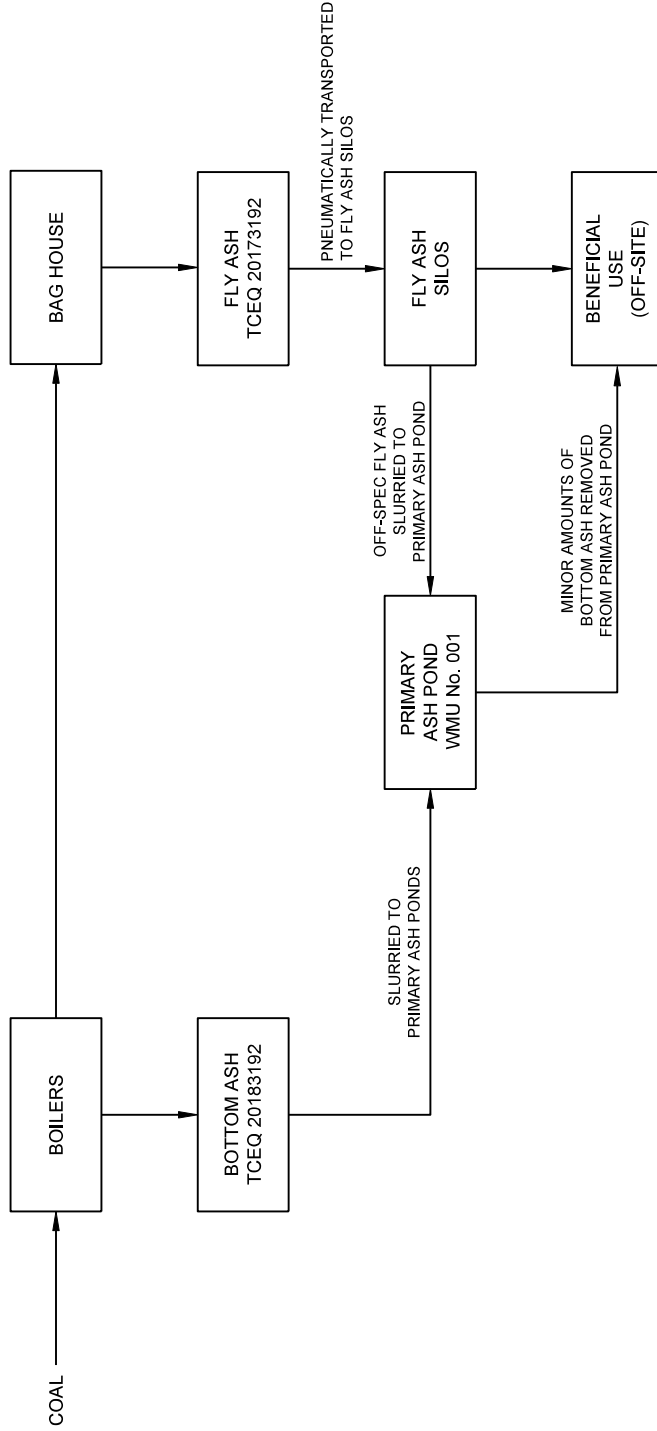 COAL
BOILERS
BAG HOUSE
BOTTOM ASH
TCEQ 20183192
FLY ASH
TCEQ 20173192
PNEUMATICALLY TRANSPORTED
TO FLY ASH SILOS
SLURRIED TO
PRIMARY ASH PONDS
PRIMARY
ASH POND
WMU No. 001
OFF-SPEC FLY ASH
SLURRIED TO
PRIMARY ASH POND
FLY ASH
SILOS
MINOR AMOUNTS OF
BOTTOM ASH REMOVED
FROM PRIMARY ASH POND
BENEFICIAL
USE
(OFF-SITE)